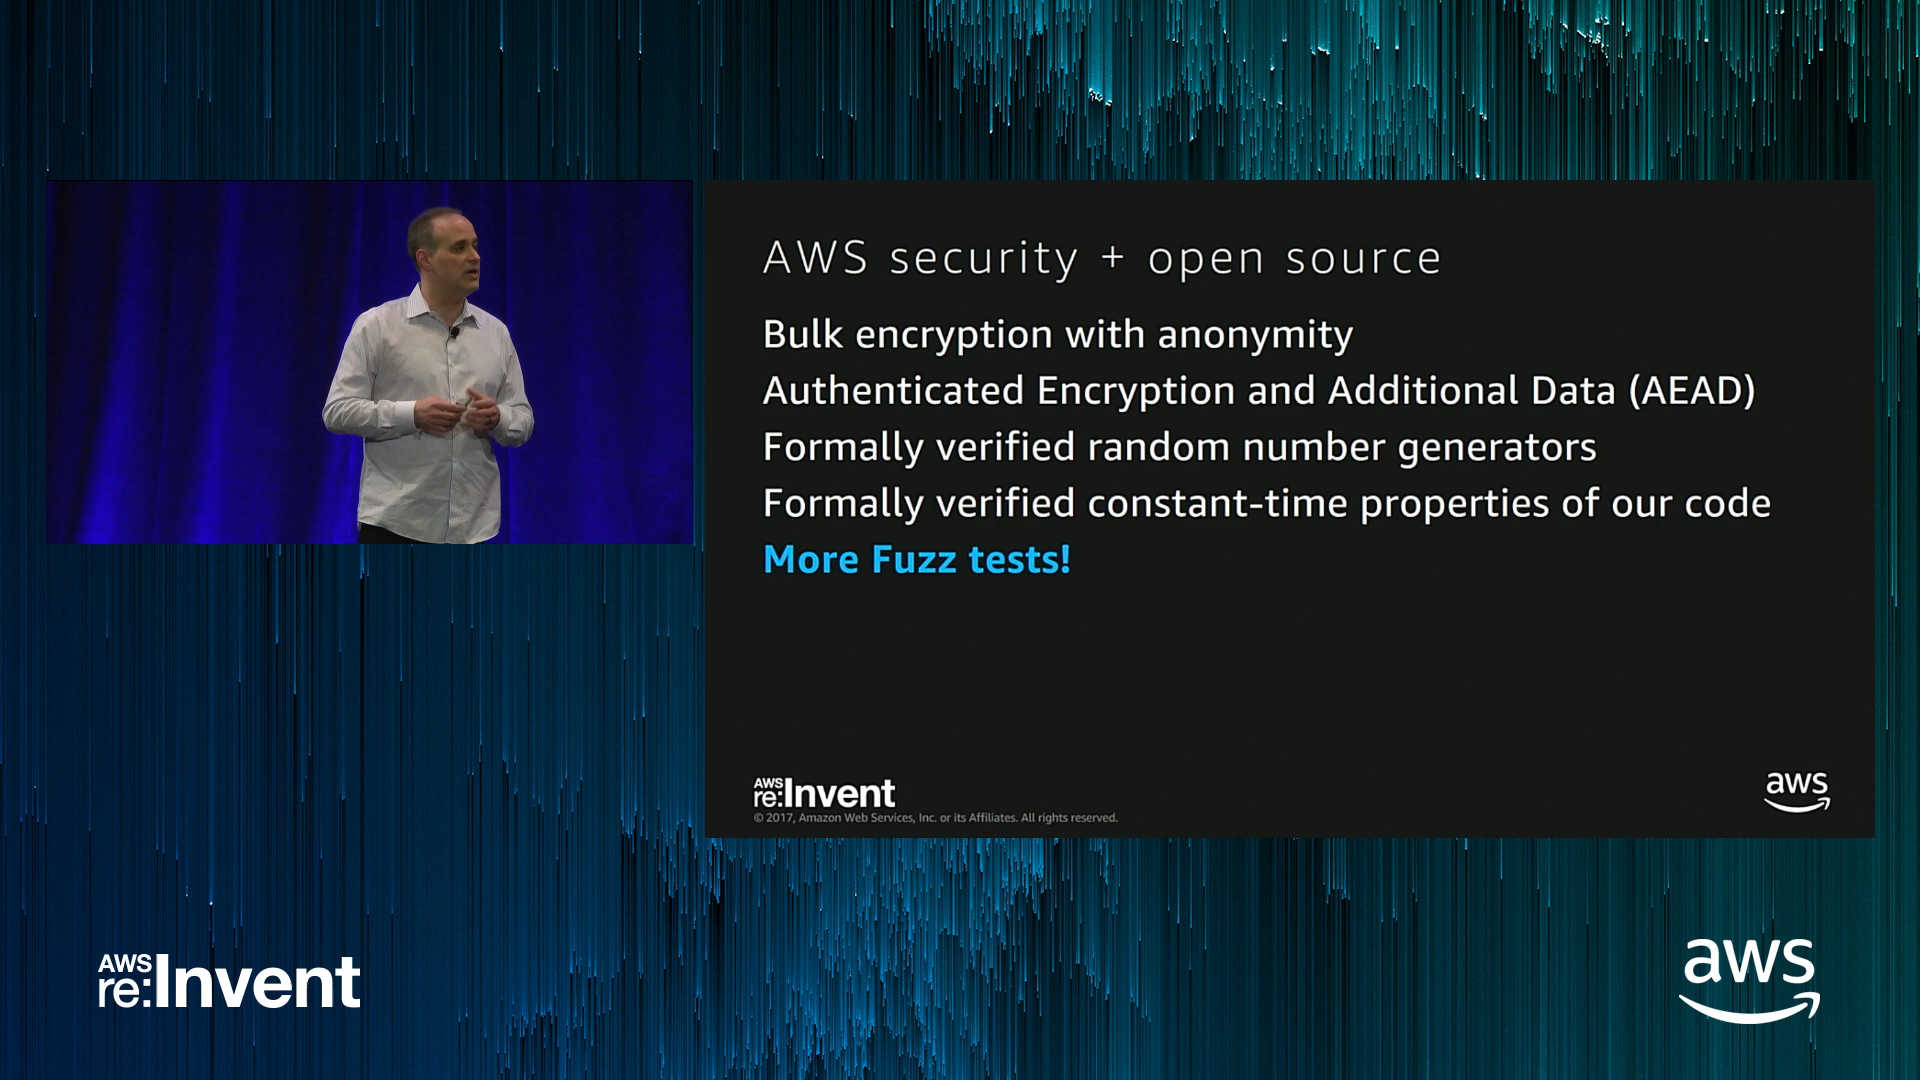 AWS security + open source
Bulk encryption with anonymity
Authenticated Encryption and Additional Data (AEAD)
Formally verified random number generators
Formally verified constant-time properties of our code
More Fuzz tests!
AWS
re:Invent
© 2017, Amazon Web Services, Inc. or its Affiliates. All rights reserved.
aws
AWS
re:Invent
aws